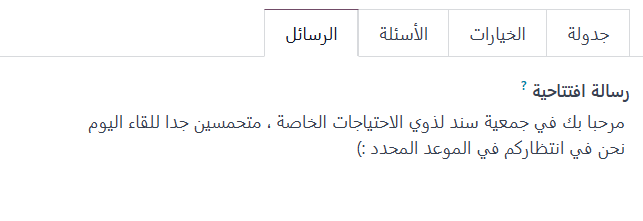 جدولة
الخيارات
الأسئلة
الرسائل
رسالة افتتاحية ?
مرحبا بك في جمعية سند لذوي الاحتياجات الخاصة ، متحمسين جدا للقاء اليوم
نحن في انتظاركم في الموعد المحدد :)